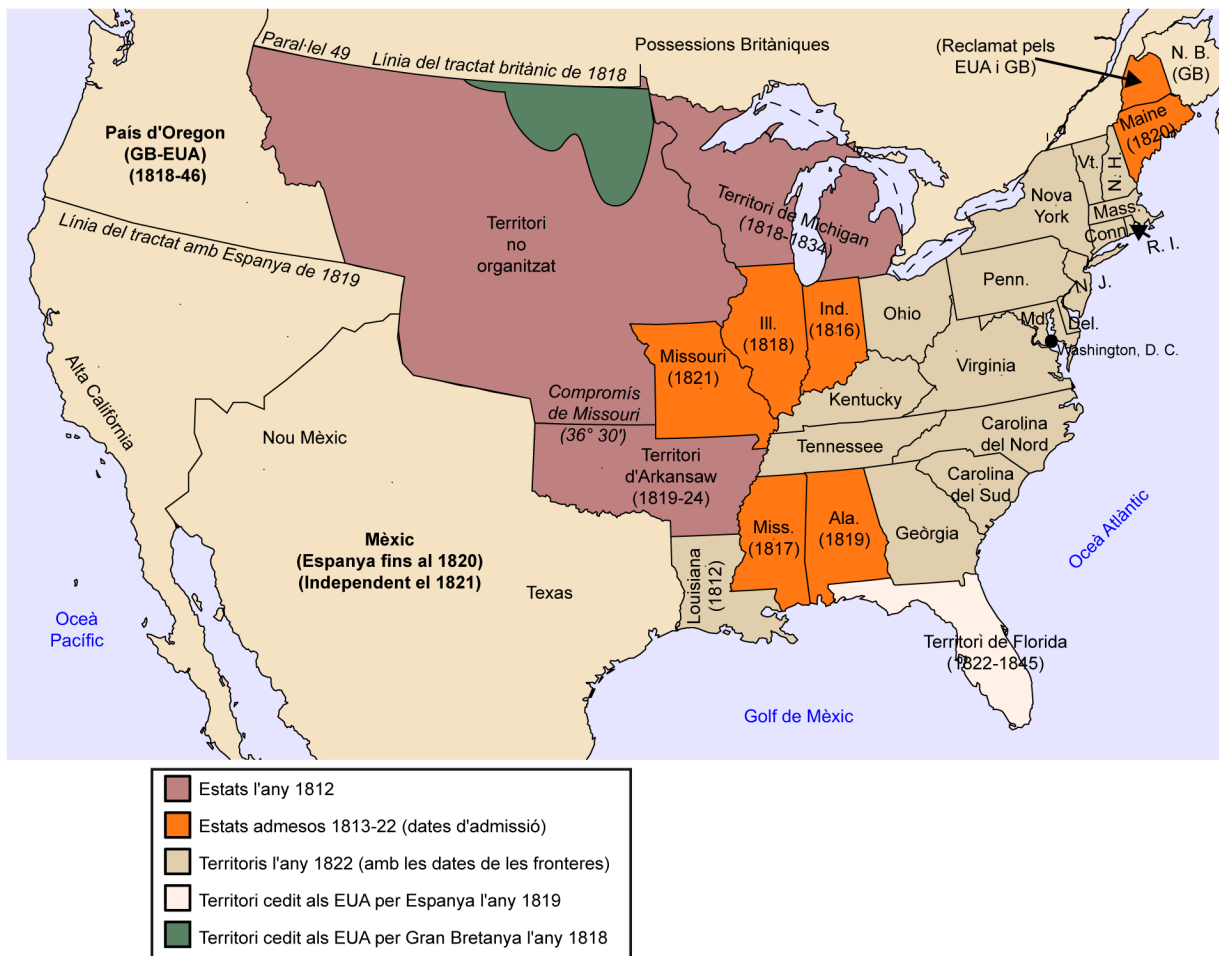 Paral·lel 49
Línia del tractat britànic de 1818
Possessions Britàniques
(Reclamat pels
EUA i GB)
N. B.
(GB)
Maine
(1820)
País d'Oregon
(GB-EUA)
(1818-46)
Vt.
N. H.
Nova
York
Mass.
Conn.
R. I.
Línia del tractat amb Espanya de 1819
Territori
no
organitzat
Territori de Michigan
(1818-1834)
Penn.
N. J.
Ohio
Ind.
(1816)
Ill.
(1818)
Md.
Del.
Washington, D. C.
Missouri
(1821)
Virginia
Kentucky
Alta Califòrnia
Compromís
de Missouri
(36° 30')
Nou Mèxic
Tennessee
Carolina
del Nord
Territori
d'Arkansaw
(1819-24)
Carolina
del Sud
Miss.
(1817)
Ala.
(1819)
Geòrgia
Oceà Atlàntic
Mèxic
(Espanya fins al 1820)
(Independent el 1821)
Texas
Louisiana
(1812)
Oceà
Pacífic
Territori de Florida
(1822-1845)
Golf de Mèxic
Estats l'any 1812
Estats admesos 1813-22 (dates d'admissió)
Territoris l'any 1822 (amb les dates de les fronteres)
Territori cedit als EUA per Espanya l'any 1819
Territori cedit als EUA per Gran Bretanya l'any 1818